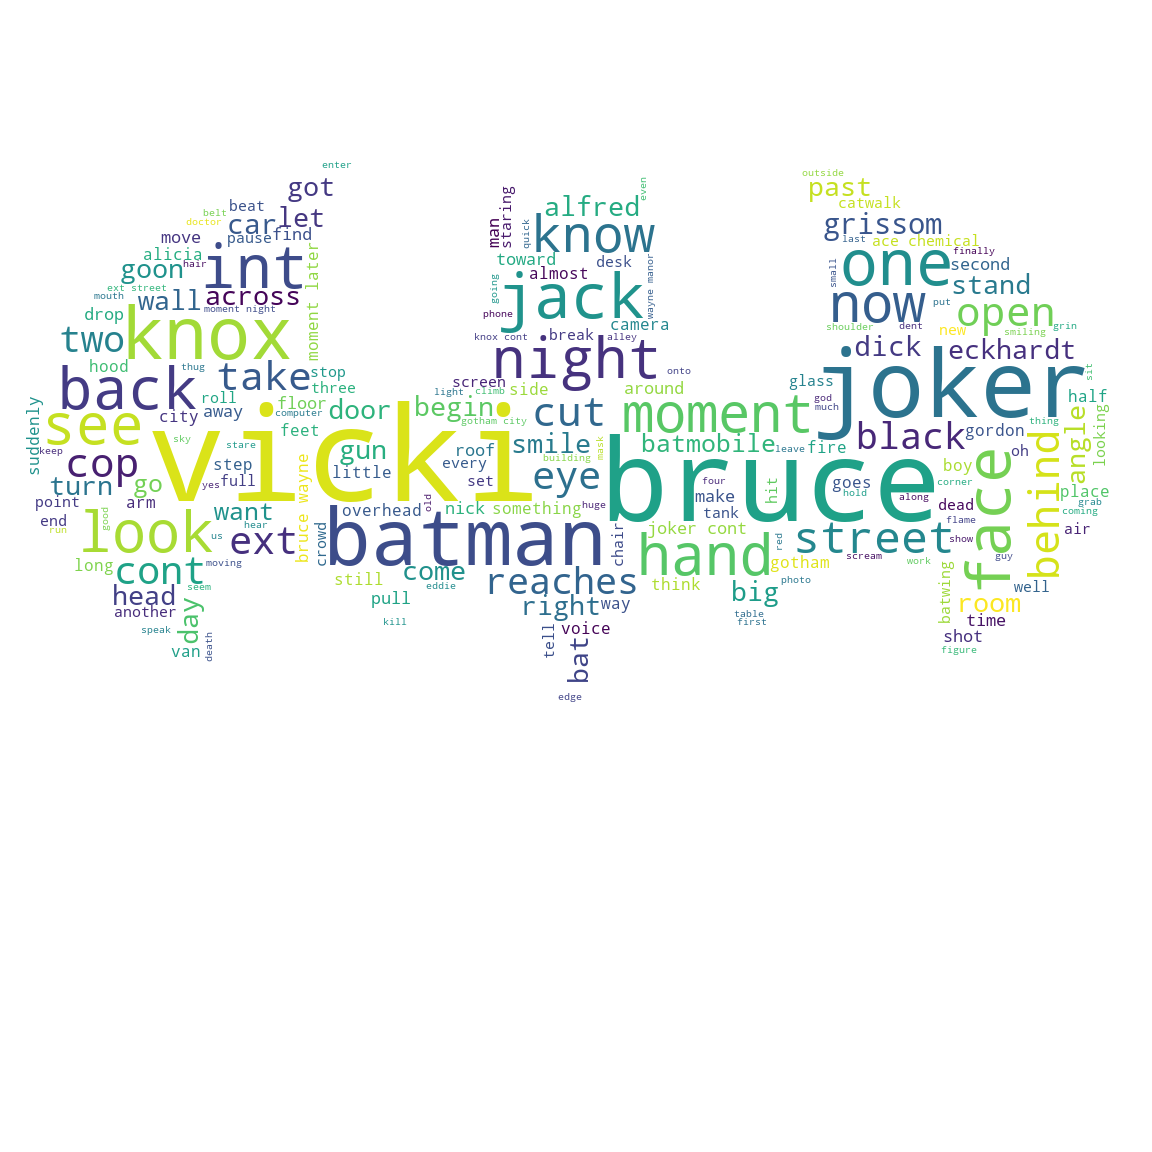 enter
outside
got
past
even
beat
belt
doctor
car
let
man
staring
quick
alfred
know
catwalk
grissom
move
pause
find
alicia
goon
hair
int
moment later
toward
desk
last
ace chemical
finally
one
second
small
stand
ext street
mouth
wall
across
going
almost
jack
wayne manor
drop
moment night
phone
camera
now
put
open
knox
two
knox cont
break
alley
shoulder
dent
new
smiling
grin
hood
thug
take
stop
night
onto
dick
eckhardt
sit
back
roll
three
screen
light
climb
side
around
glass
joker
half
suddenly
see
city
away
floor
computer
door
begin
gotham city
cut
moment
god
much
thing
looking
angle
sky
stare
feet
vicki
gun
roof
smile
mask
batmobile
leave
fire
black
gordon
oh
behind
keep
cop
step
full
yes
little
every
set
building
eye
bruce
four
hit
goes
boy
corner
face
turn
go
point
arm
want
overhead
old
nick
something
huge
make
hold
along
dead
place
grab
coming
end
good
us
hear
bruce wayne
crowd
batman
chair
joker cont
tank
red
street
flame
show
air
run
look
ext
long
cont
moving
still
come
eddie
reaches
hand
think
gotham
photo
scream
work
guy
well
batwing
head
seem
another
day
pull
right
way
big
table
first
room
time
speak
death
van
kill
tell
voice
bat
shot
figure
edge